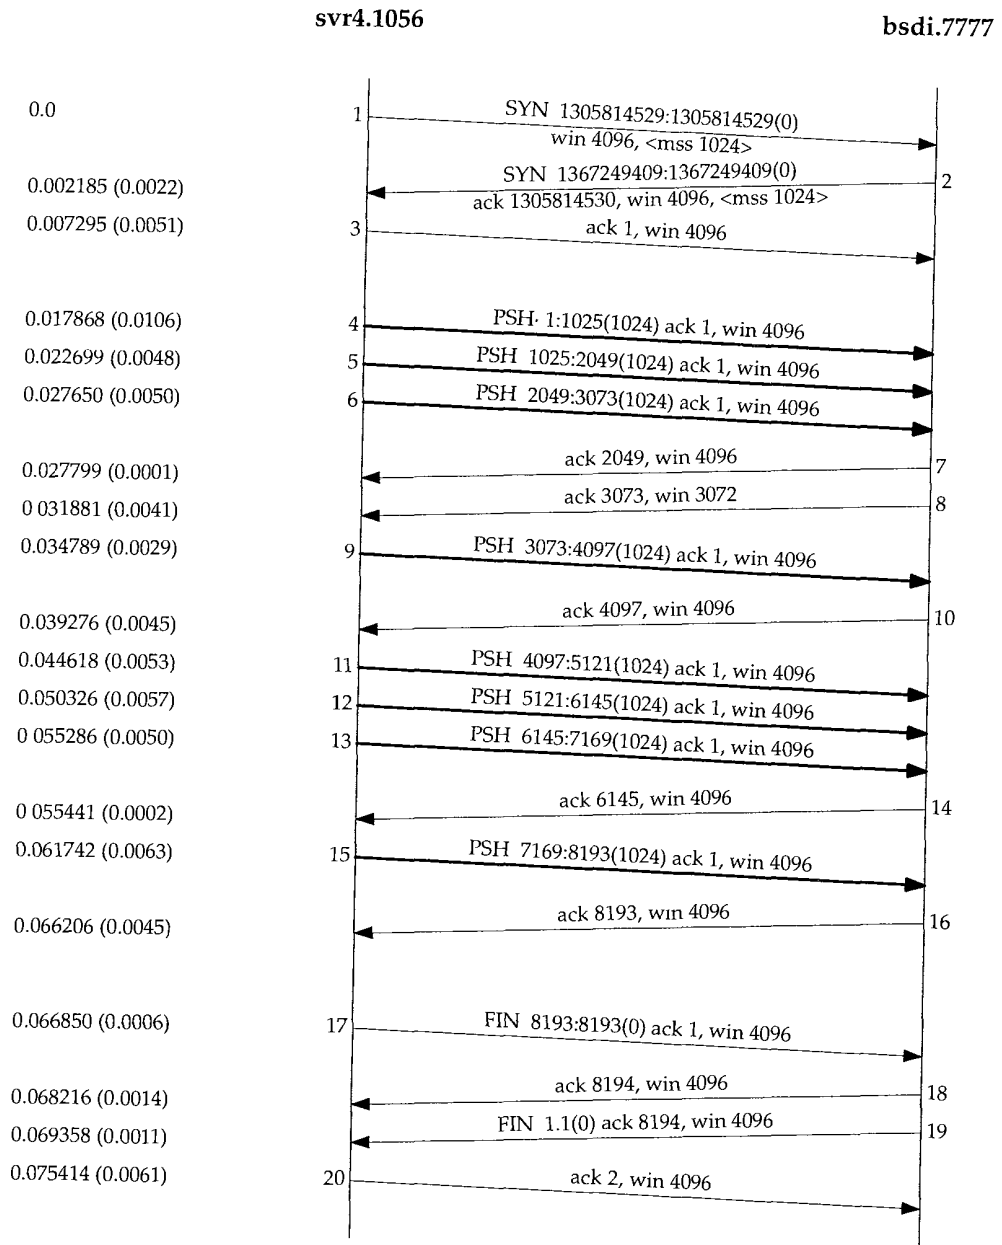 svr4.1056
bsdi.7777
0.0
1
SYN 1305814529:1305814529(0)
win 4096, <mss 1024>
0.002185 (0.0022)
SYN 1367249409:1367249409(0)
2
ack 1305814530, win 4096, <mss 1024>
0.007295 (0.0051)
3
ack 1, win 4096
0.017868 (0.0106)
4
PSH· 1:1025(1024) ack 1, win 4096
0.022699 (0.0048)
5
PSH 1025:2049(1024) ack 1, win 4096
0.027650 (0.0050)
6
PSH 2049:3073(1024) ack 1, win 4096
0.027799 (0.0001)
ack 2049, win 4096
7
0 031881 (0.0041)
ack 3073, win 3072
8
0.034789 (0.0029)
9
PSH 3073:4097(1024) ack 1, win 4096
0.039276 (0.0045)
ack 4097, win 4096
10
0.044618 (0.0053)
11
PSH 4097:5121(1024) ack 1, win 4096
0.050326 (0.0057)
12
PSH 5121:6145(1024) ack 1, win 4096
0 055286 (0.0050)
13
PSH 6145:7169(1024) ack 1, win 4096
0 055441 (0.0002)
ack 6145, win 4096
14
0.061742 (0.0063)
15
PSH 7169:8193(1024) ack 1, win 4096
0.066206 (0.0045)
ack 8193, win 4096
16
0.066850 (0.0006)
17
FIN 8193:8193(0) ack 1, win 4096
0.068216 (0.0014)
ack 8194, win 4096
18
0.069358 (0.0011)
FIN 1.1(0) ack 8194, win 4096
19
0.075414 (0.0061)
20
ack 2, win 4096